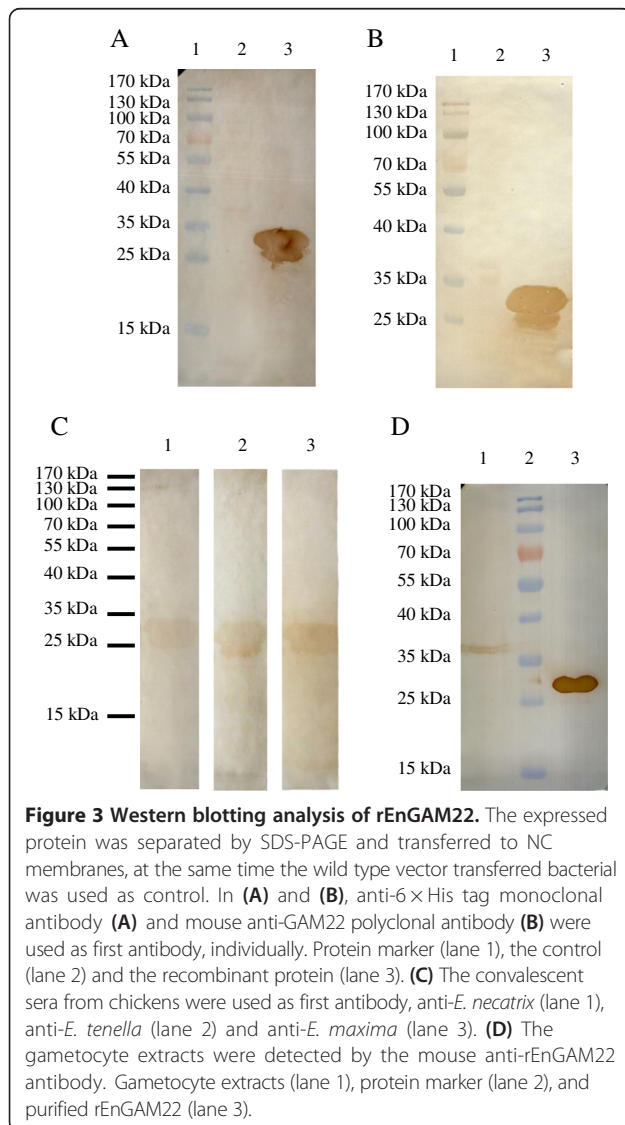 A
B
1 2 3
1 2 3
170 kDa
130 kDa
100 kDa
70 kDa
55 kDa
40 kDa
35 kDa
25 kDa
15 kDa
170 kDa
130 kDa
100 kDa
70 kDa
55 kDa
40 kDa
35 kDa
25 kDa
C
D
1 2 3
1 2 3
170 kDa
130 kDa
100 kDa
70 kDa
55 kDa
40 kDa
35 kDa
25 kDa
15 kDa
170 kDa
130 kDa
100 kDa
70 kDa
55 kDa
40 kDa
35 kDa
25 kDa
15 kDa
Figure 3 Western blotting analysis of rEnGAM22. The expressed
protein was separated by SDS-PAGE and transferred to NC
membranes, at the same time the wild type vector transferred bacterial
was used as control. In (A) and (B), anti-6 × His tag monoclonal
antibody (A) and mouse anti-GAM22 polyclonal antibody (B) were
used as first antibody, individually. Protein marker (lane 1), the control
(lane 2) and the recombinant protein (lane 3). (C) The convalescent
sera from chickens were used as first antibody, anti-E. necatrix (lane 1),
anti-E. tenella (lane 2) and anti-E. maxima (lane 3). (D) The
gametocyte extracts were detected by the mouse anti-rEnGAM22
antibody. Gametocyte extracts (lane 1), protein marker (lane 2), and
purified rEnGAM22 (lane 3).